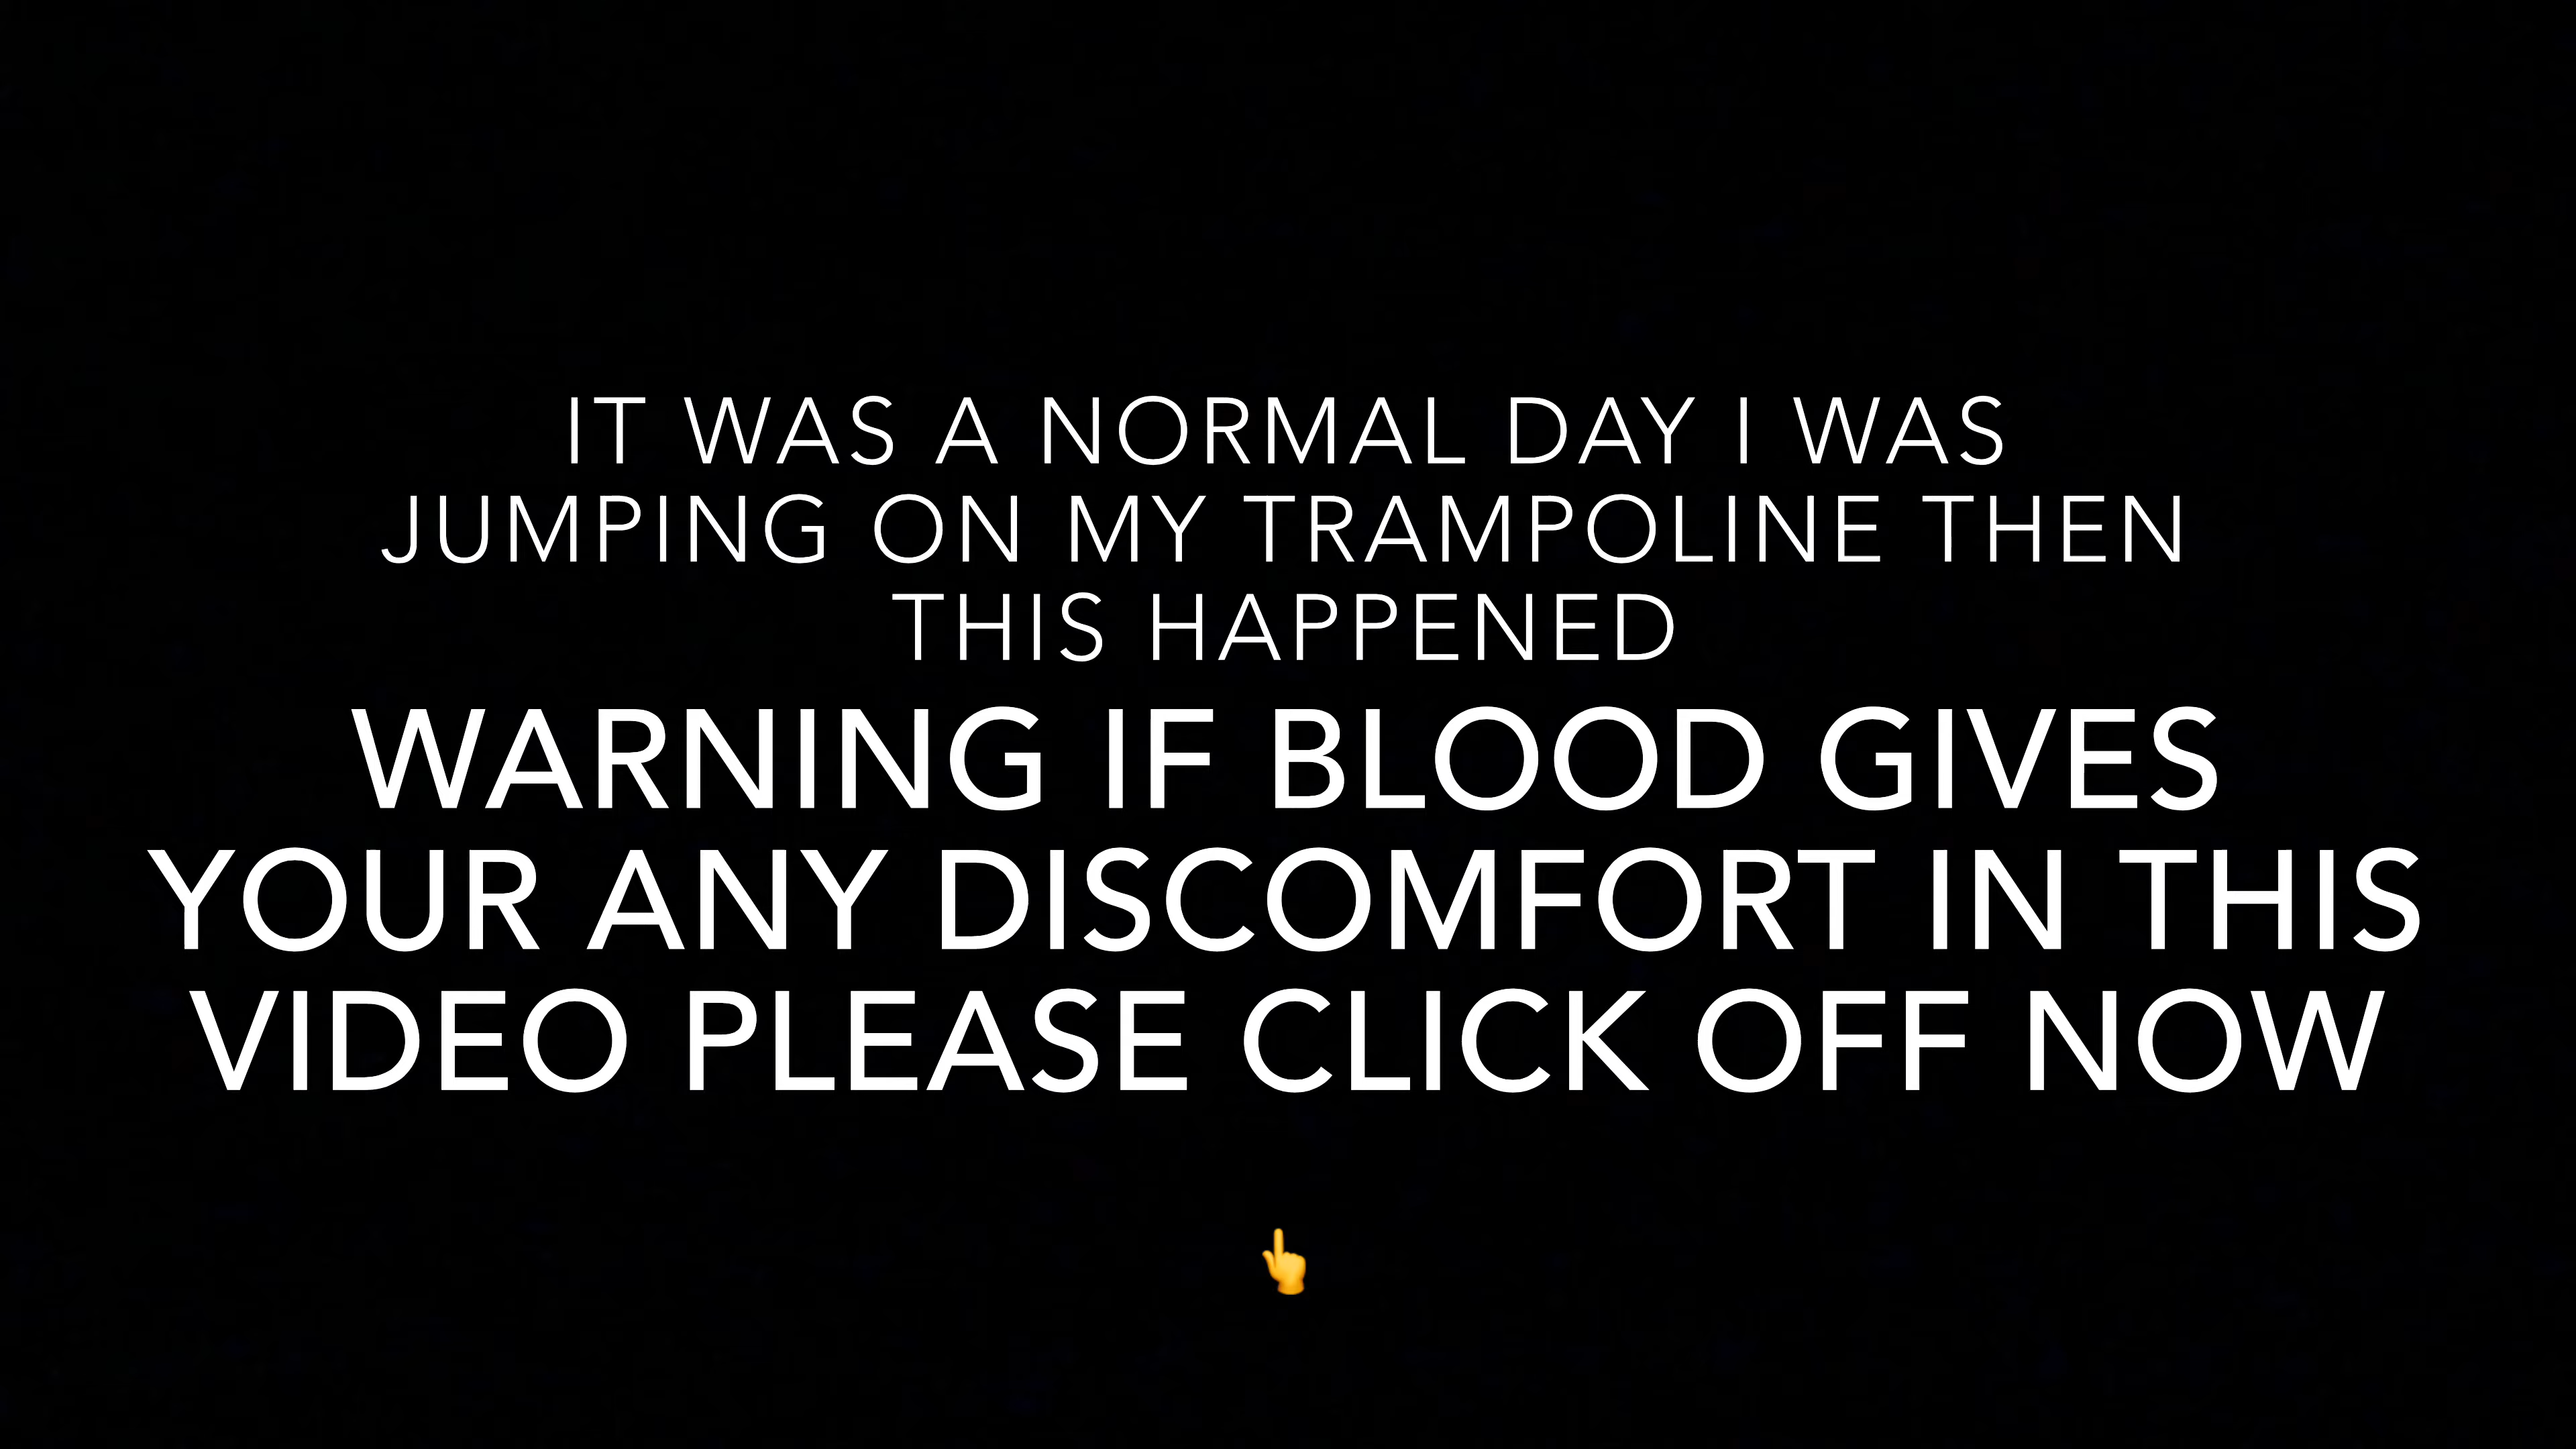 IT WAS A NORMAL DAY I WAS
JUMPING ON MY TRAMPOLINE THEN
THIS HAPPENED
WARNING IF BLOOD GIVES
YOUR ANY DISCOMFORT IN THIS
VIDEO PLEASE CLICK OFF NOW
👆